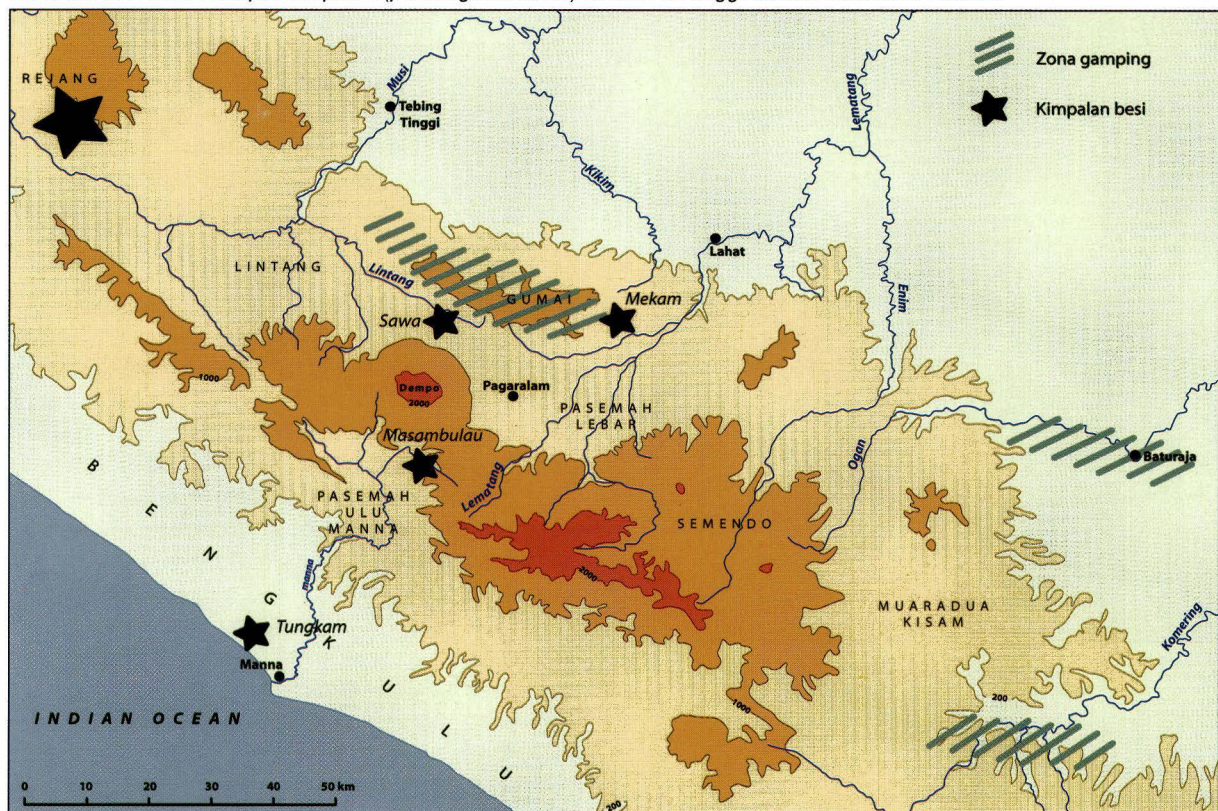 REJANG
Musi
Tebing
Tinggi
Kikim
Lematang
Zona gamping
Kimpalan besi
Lahat
LINTANG
Lintang
GUMAI
Mekam
Sawa
Enim
1000
Dempo
2000
Pagaralam
PASEMAH
LEBAR
Masambulau
Ogan
Baturaja
BENGKULU
PASEMAH
ULU
MANNA
Lematang
SEMENDO
2000
manna
MUARADUA
KISAM
Tungkam
Manna
Komering
200
1000
INDIAN OCEAN
0 10 20 30 40 50 km
200